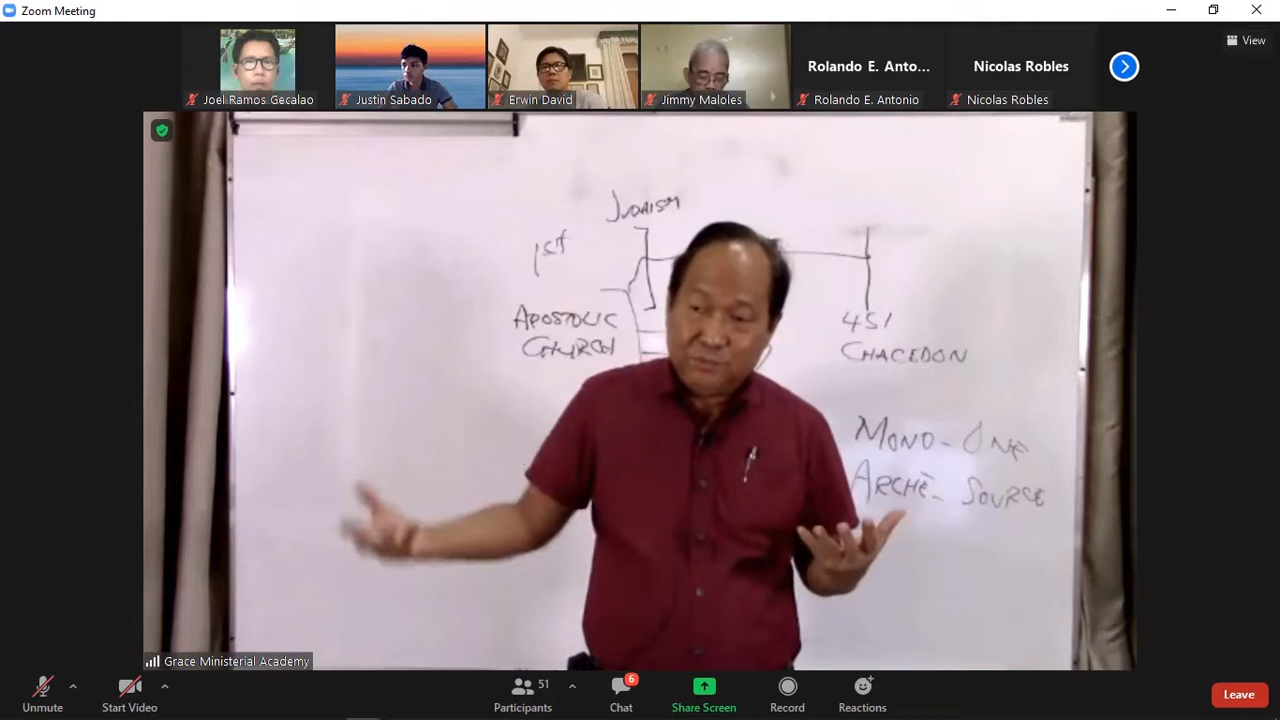 Zoom Meeting
View
Joel Ramos Gecalao
Justin Sabado
Erwin David
Jimmy Maloles
Rolando E. Anto...
Rolando E. Antonio
Nicolas Robles
Nicolas Robles
JUDAISM
1st
APOSTOLIC
CHURCH
451
CHACEDON
MONO- ONE
ARCHĒ- SOURCE
Grace Ministerial Academy
Unmute
Start Video
51
Participants
6
Chat
Share Screen
Record
Reactions
Leave